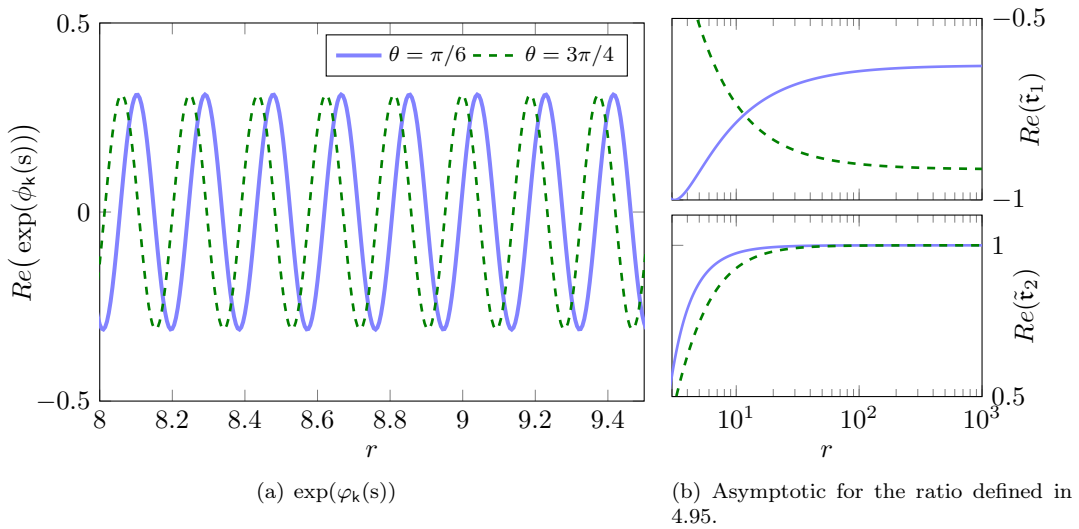 0.5
θ = π/6 θ = 3π/4
0
−0.5
Re( exp(ϕₖ(s)))
8 8.2 8.4 8.6 8.8 9 9.2 9.4
r
(a) exp(φₖ(s))
−0.5
Re(𝔯̃₁)
−1
1
Re(𝔯̃₂)
0.5
10¹ 10² 10³
r
(b) Asymptotic for the ratio defined in
4.95.